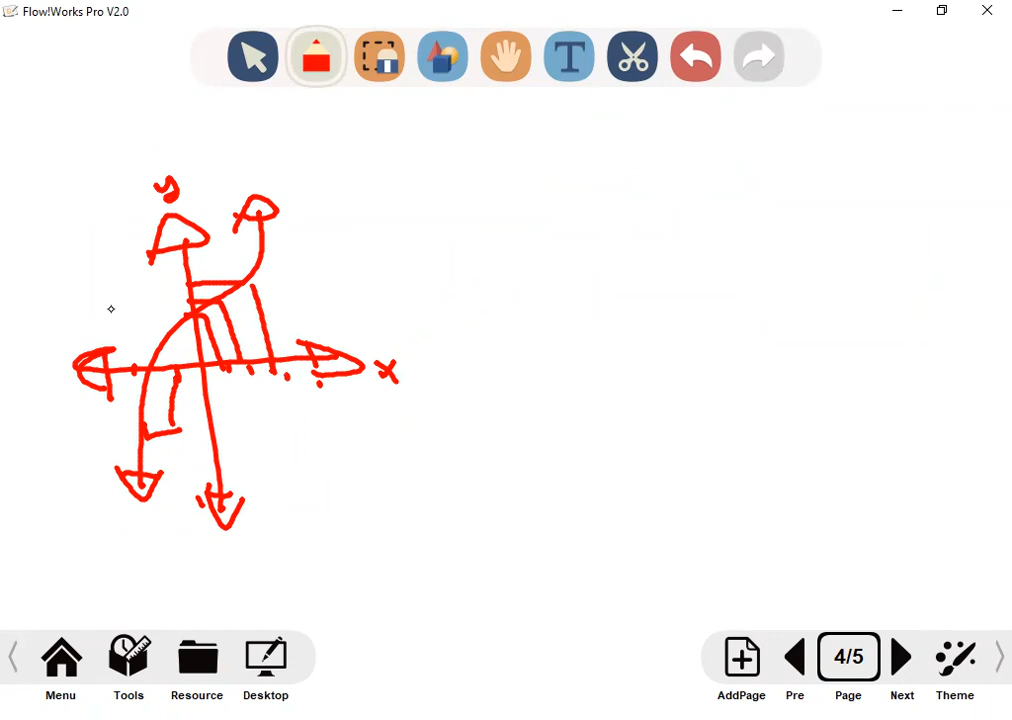 Flow!Works Pro V2.0
T
y
x
Menu
Tools
Resource
Desktop
AddPage
Pre
4/5
Page
Next
Theme